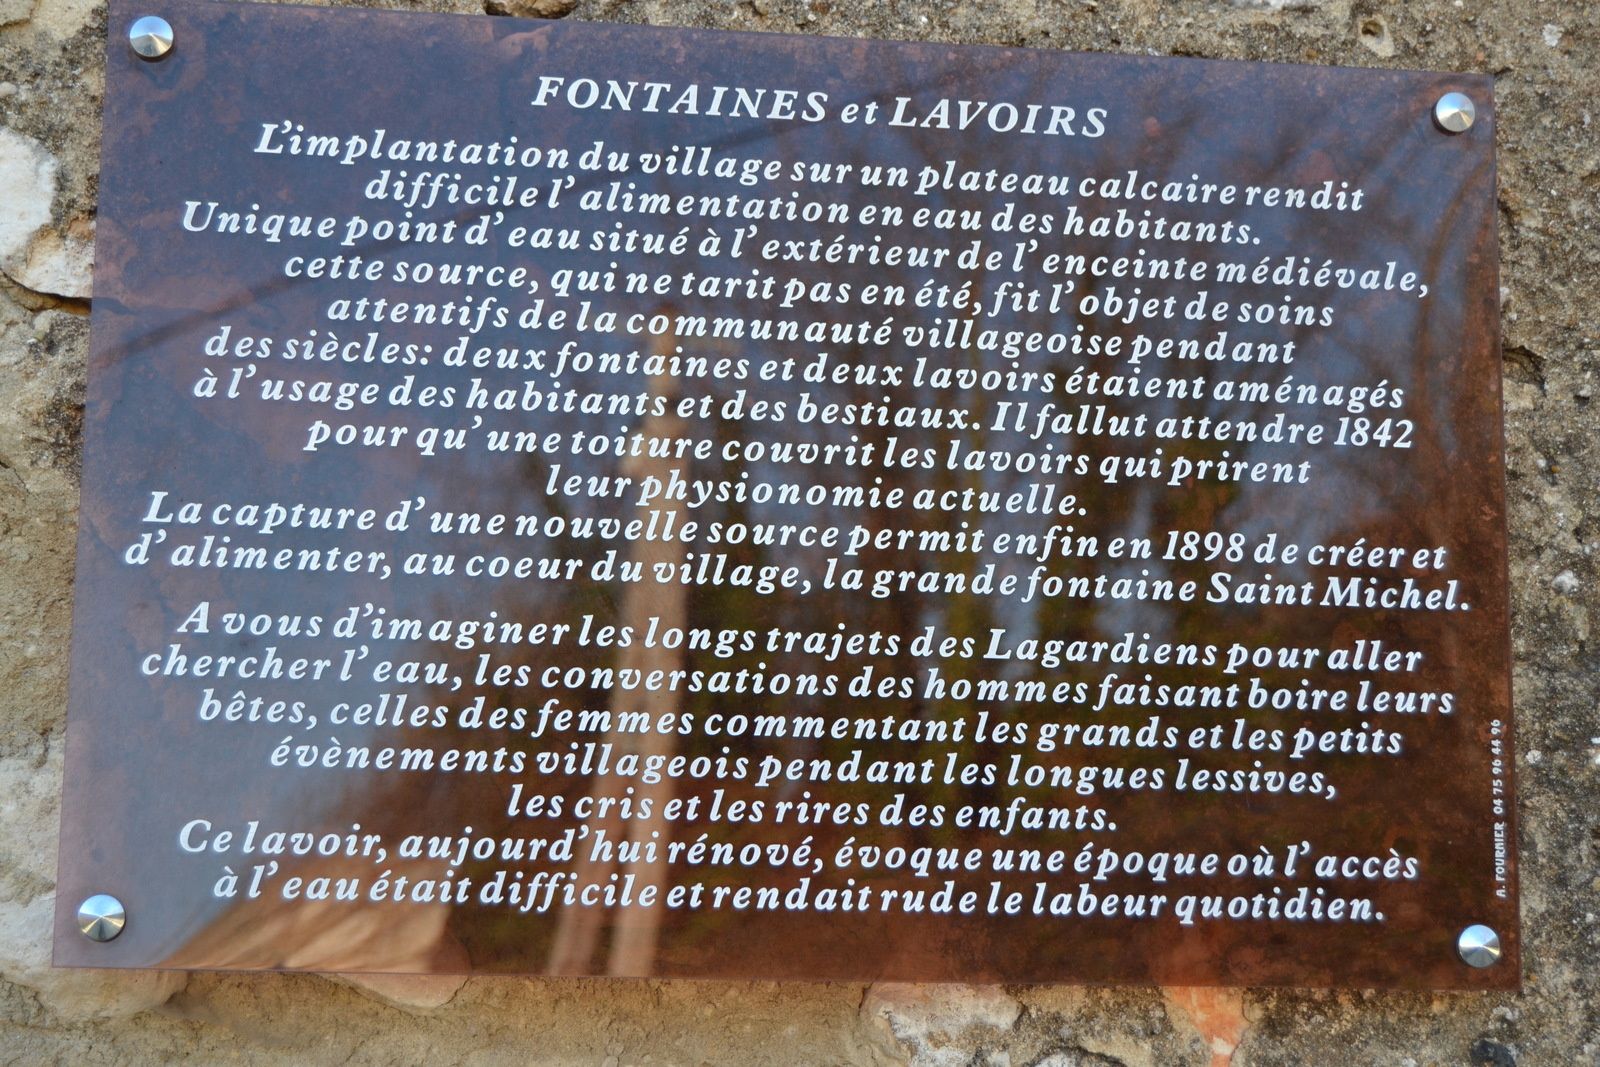 FONTAINES et LAVOIRS
L'implantation du village sur un plateau calcaire rendit
difficile l'alimentation en eau des habitants.
Unique point d'eau situé à l'extérieur de l'enceinte médiévale,
cette source, qui ne tarit pas en été, fit l'objet de soins
attentifs de la communauté villageoise pendant
des siècles: deux fontaines et deux lavoirs étaient aménagés
à l'usage des habitants et des bestiaux. Il fallut attendre 1842
pour qu'une toiture couvrit les lavoirs qui prirent
leur physionomie actuelle.
La capture d'une nouvelle source permit enfin en 1898 de créer et
d'alimenter, au coeur du village, la grande fontaine Saint Michel.
A vous d'imaginer les longs trajets des Lagardiens pour aller
chercher l'eau, les conversations des hommes faisant boire leurs
bêtes, celles des femmes commentant les grands et les petits
évènements villageois pendant les longues lessives,
les cris et les rires des enfants.
Ce lavoir, aujourd'hui rénové, évoque une époque où l'accès
à l'eau était difficile et rendait rude le labeur quotidien.
A. FOURNIER 04 75 96 44 96